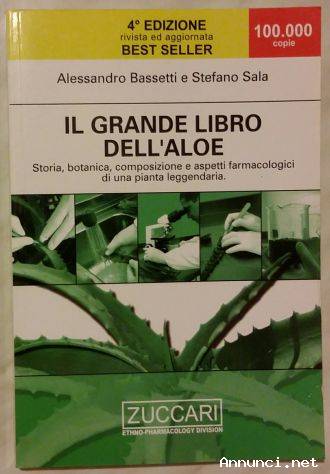 4° EDIZIONE
rivista ed aggiornata
BEST SELLER
100.000
copie
Alessandro Bassetti e Stefano Sala
IL GRANDE LIBRO
DELL'ALOE
Storia, botanica, composizione e aspetti farmacologici
di una pianta leggendaria.
ZUCCARI
ETHNO-PHARMACOLOGY DIVISION
Annunci.net